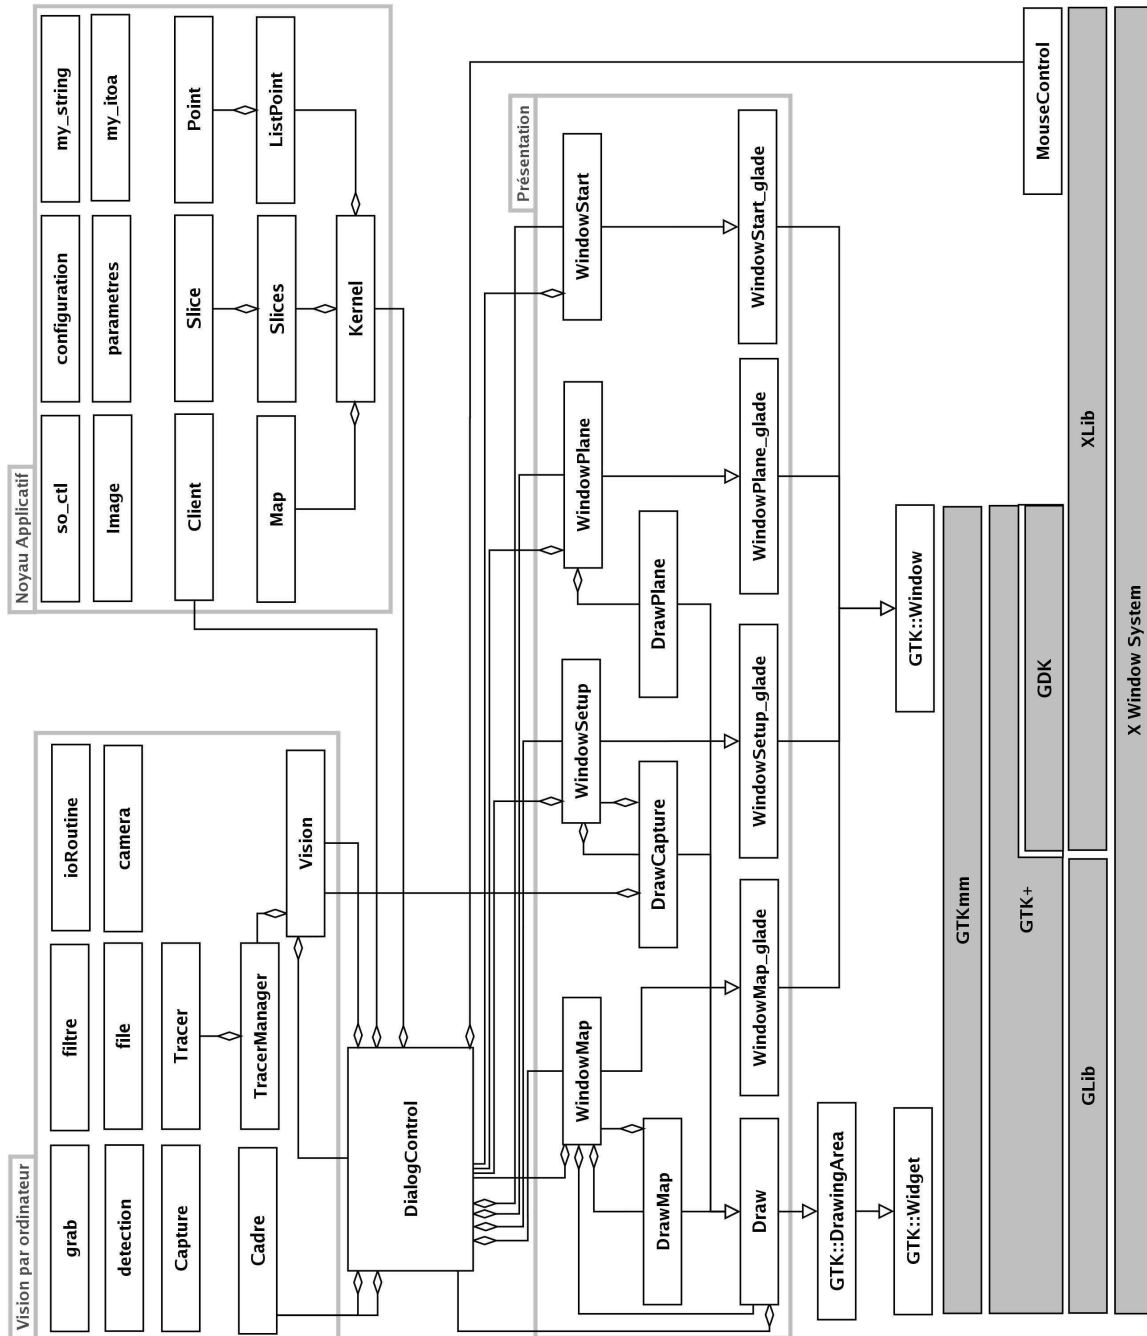 Vision par ordinateur
grab
filtre
ioRoutine
detection
file
camera
Capture
Tracer
Cadre
TracerManager
Vision
Noyau Applicatif
so_ctl
configuration
my_string
Image
parametres
my_itoa
Client
Slice
Point
Map
Slices
ListPoint
Kernel
DialogControl
Présentation
WindowMap
WindowSetup
WindowPlane
WindowStart
DrawMap
DrawCapture
DrawPlane
Draw
WindowMap_glade
WindowSetup_glade
WindowPlane_glade
WindowStart_glade
GTK::DrawingArea
GTK::Widget
GTK::Window
MouseControl
GTKmm
GTK+
GDK
GLib
XLib
X Window System